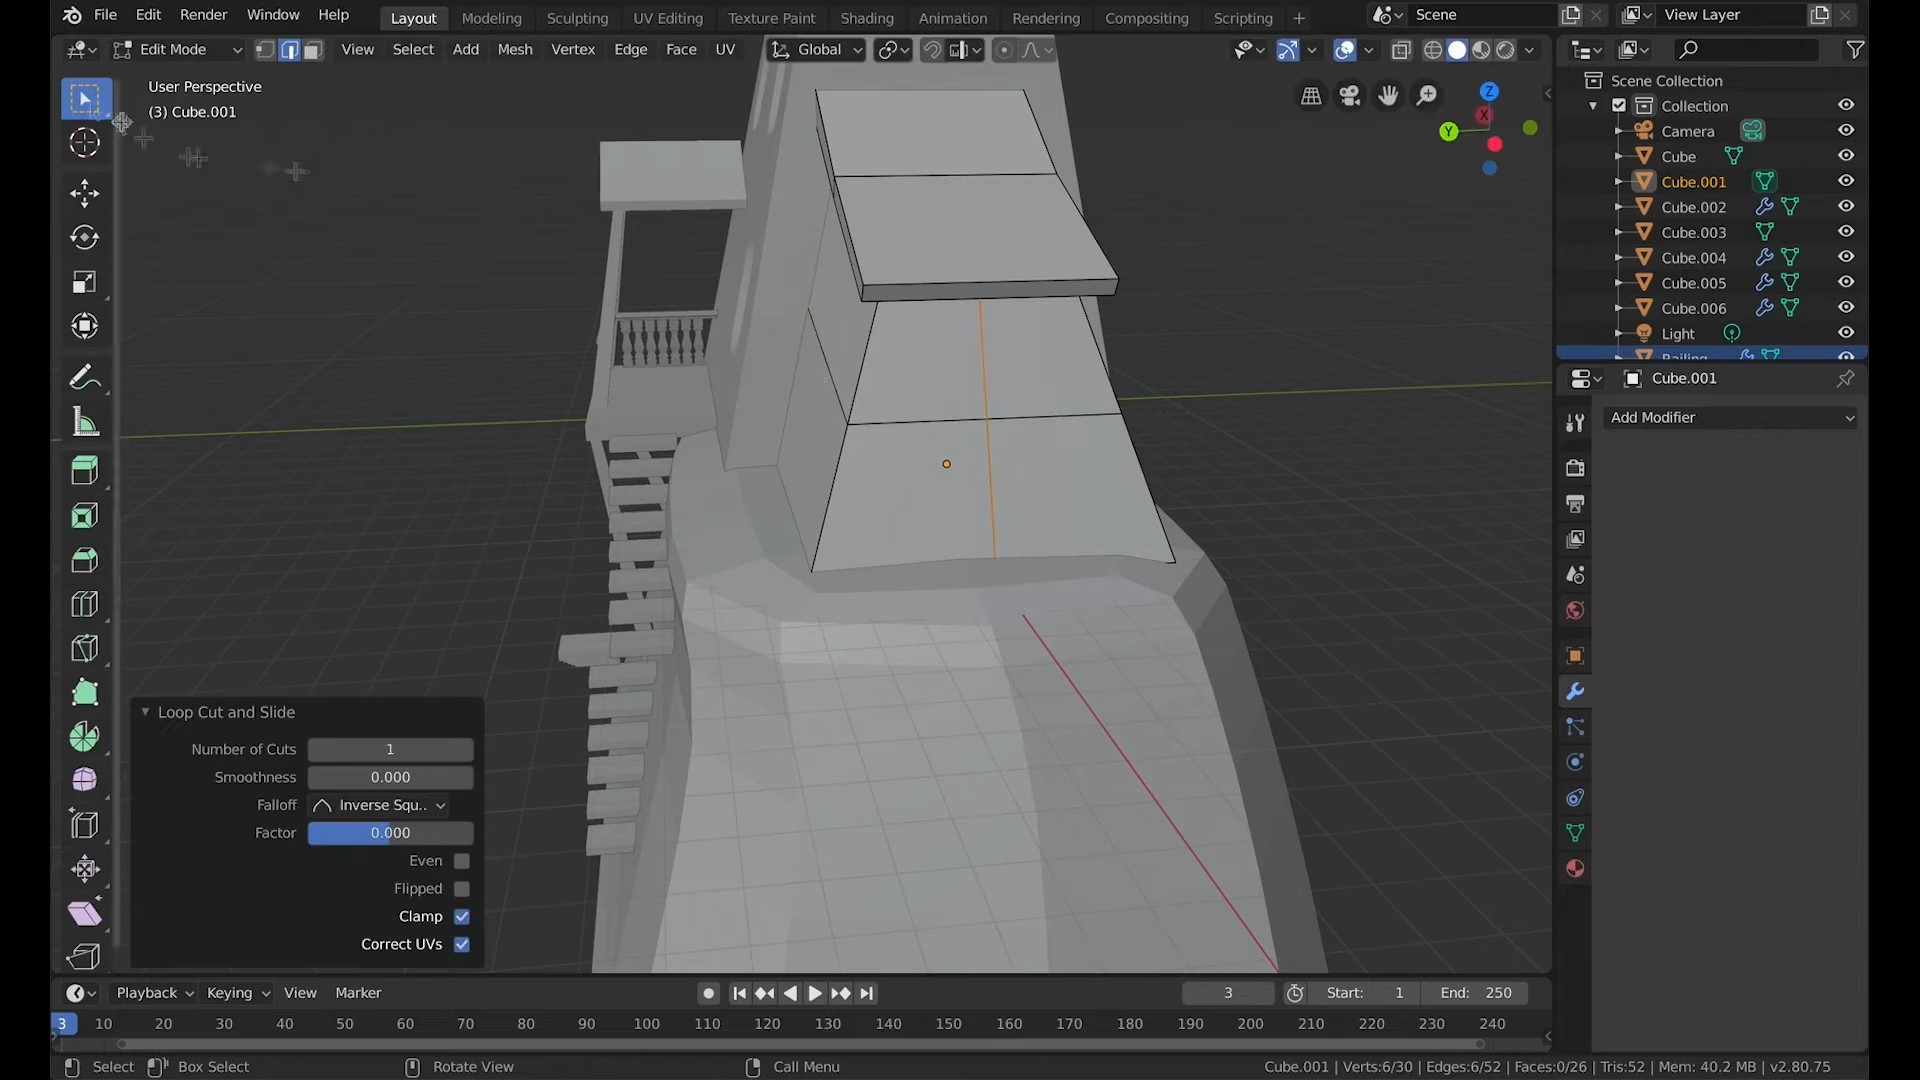 File Edit Render Window Help
Layout Modeling Sculpting UV Editing Texture Paint Shading Animation Rendering Compositing Scripting +
Scene
View Layer
Edit Mode View Select Add Mesh Vertex Edge Face UV
Global
User Perspective
(3) Cube.001
Z
X
Y
Scene Collection
Collection
Camera
Cube
Cube.001
Cube.002
Cube.003
Cube.004
Cube.005
Cube.006
Light
Railing
Cube.001
Add Modifier
Loop Cut and Slide
Number of Cuts 1
Smoothness 0.000
Falloff Inverse Squ..
Factor 0.000
Even
Flipped
Clamp
Correct UVs
Playback Keying View Marker
3
Start: 1
End: 250
3 10 20 30 40 50 60 70 80 90 100 110 120 130 140 150 160 170 180 190 200 210 220 230 240
Select Box Select Rotate View Call Menu
Cube.001 | Verts:6/30 | Edges:6/52 | Faces:0/26 | Tris:52 | Mem: 40.2 MB | v2.80.75